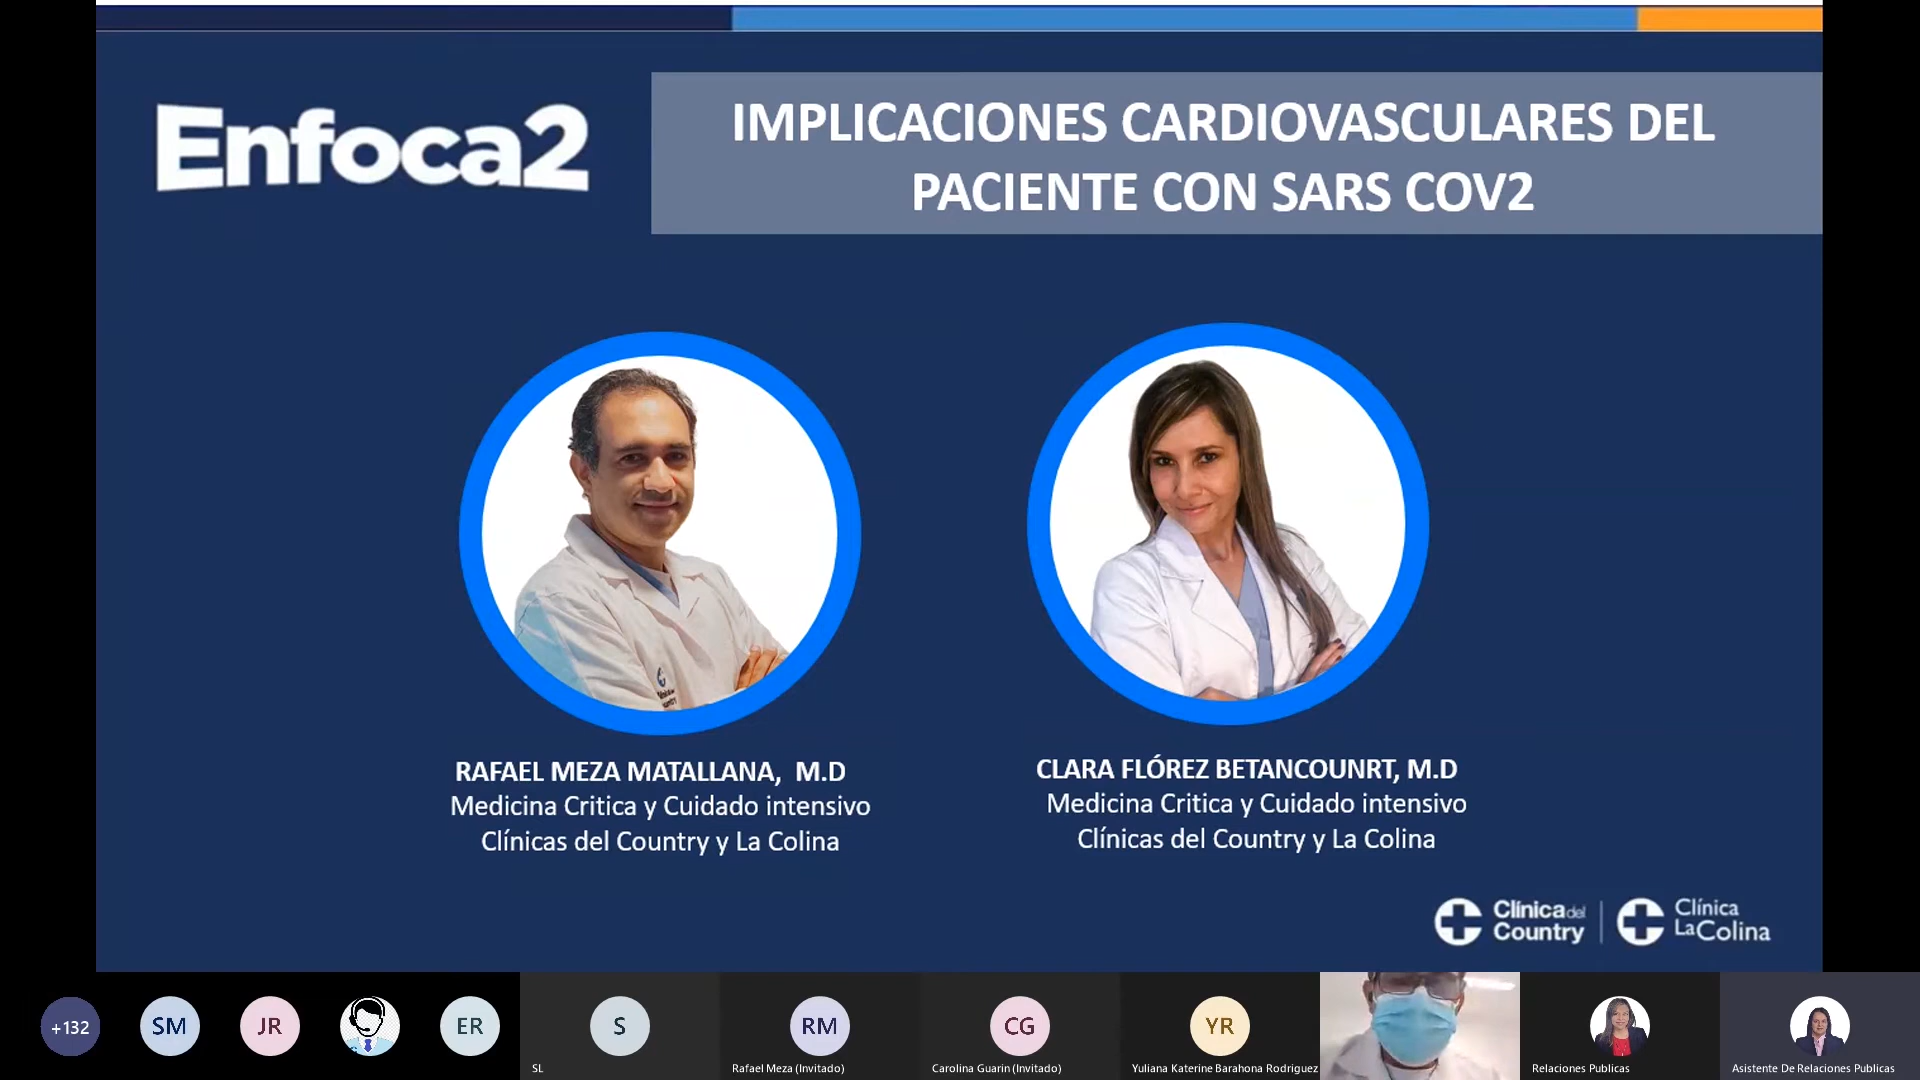 Enfoca2
IMPLICACIONES CARDIOVASCULARES DEL
PACIENTE CON SARS COV2
RAFAEL MEZA MATALLANA, M.D
Medicina Critica y Cuidado intensivo
Clínicas del Country y La Colina
CLARA FLÓREZ BETANCOUNRT, M.D
Medicina Critica y Cuidado intensivo
Clínicas del Country y La Colina
Clínica del
Country
Clínica
La Colina
+132
SM
JR
ER
S
SL
RM
Rafael Meza (Invitado)
CG
Carolina Guarin (Invitado)
YR
Yuliana Katerine Barahona Rodriguez
Relaciones Publicas
Asistente De Relaciones Publicas